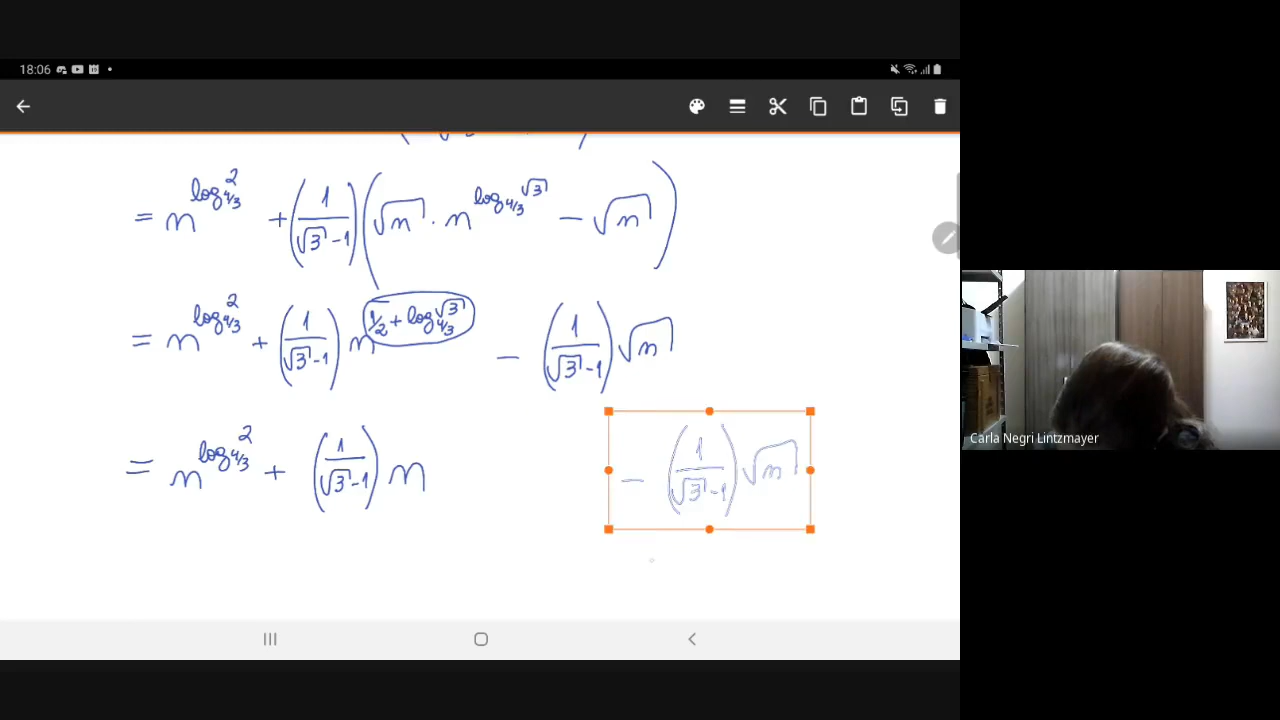 18:06
= n^{log_{4/3} 2} + (1/(√3 -1)) (√n · n^{log_{4/3} √3} - √n)
= n^{log_{4/3} 2} + (1/(√3 -1)) n^{1/2 + log_{4/3} √3} - (1/(√3 -1)) √n
= n^{log_{4/3} 2} + (1/(√3 -1)) n - (1/(√3 -1)) √n
Carla Negri Lintzmayer